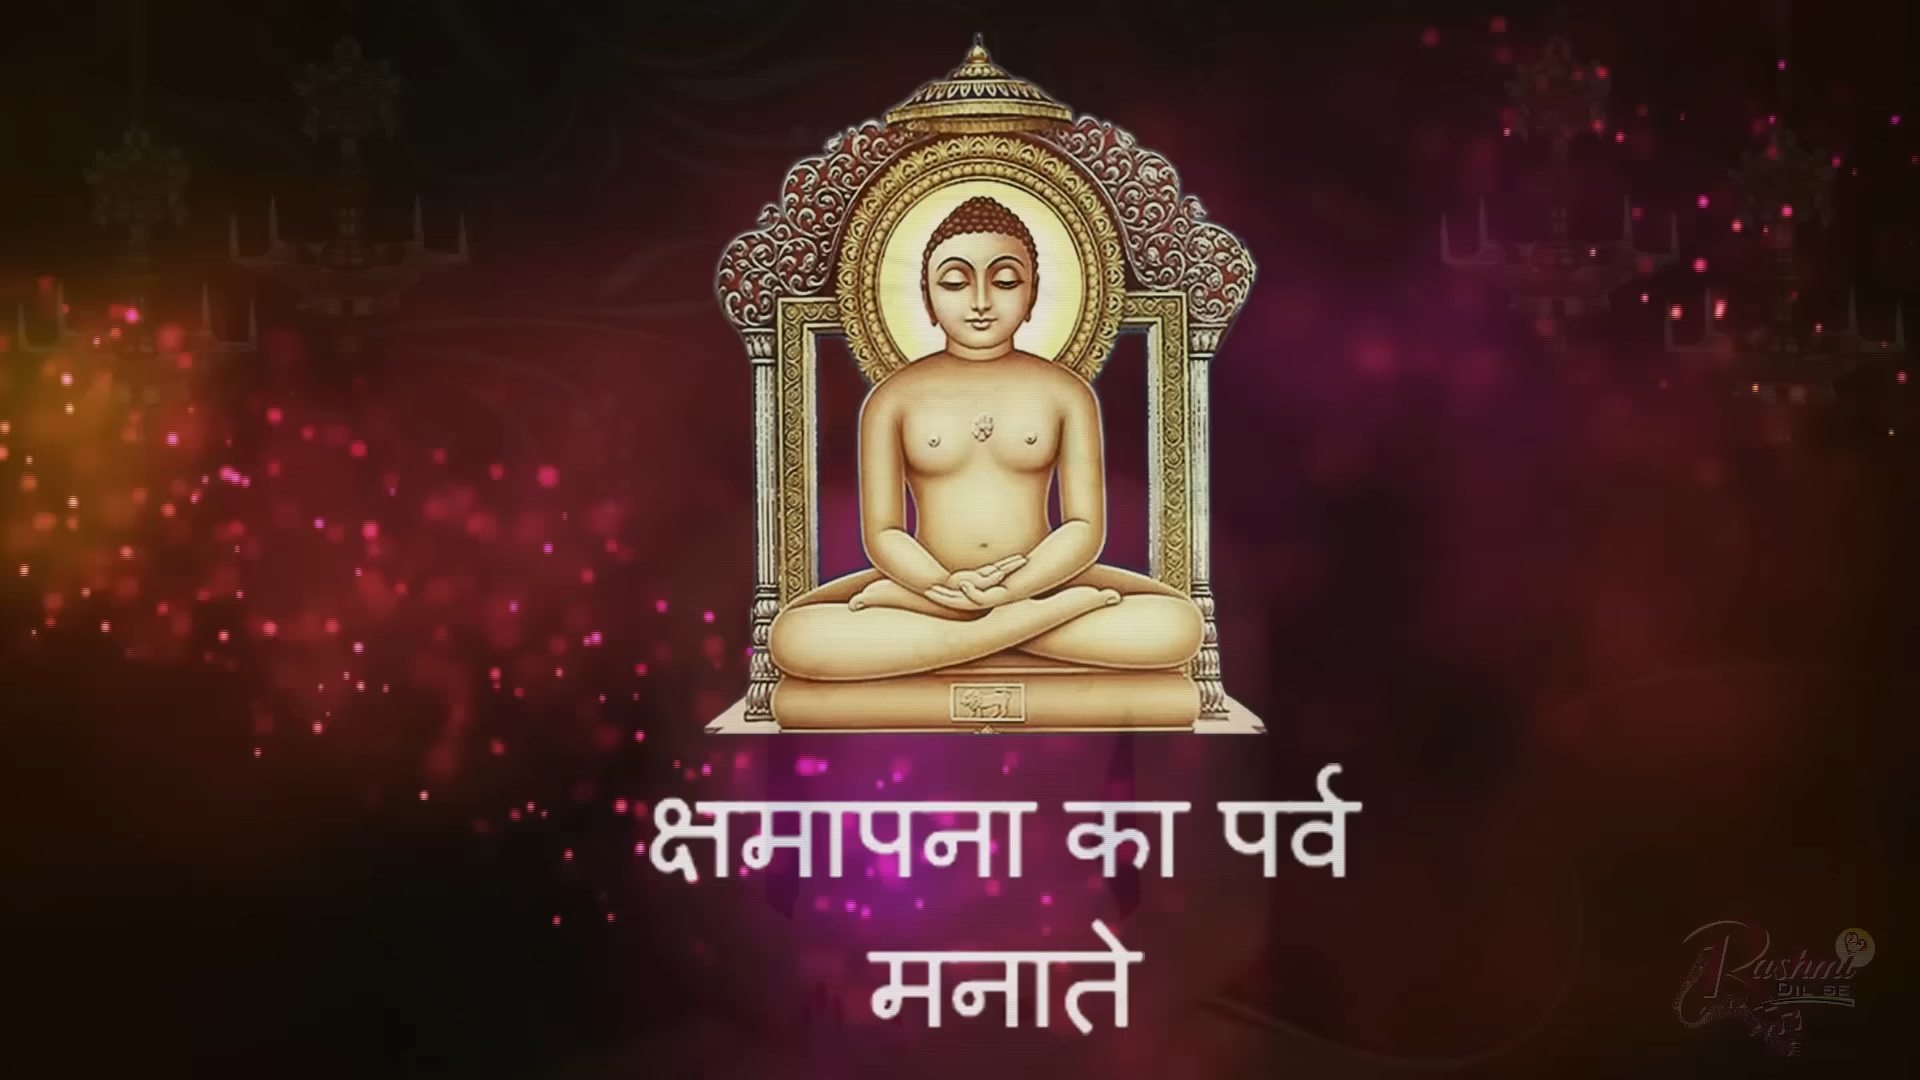 क्षमापना का पर्व
मनाते
Rashmi
DIL SE